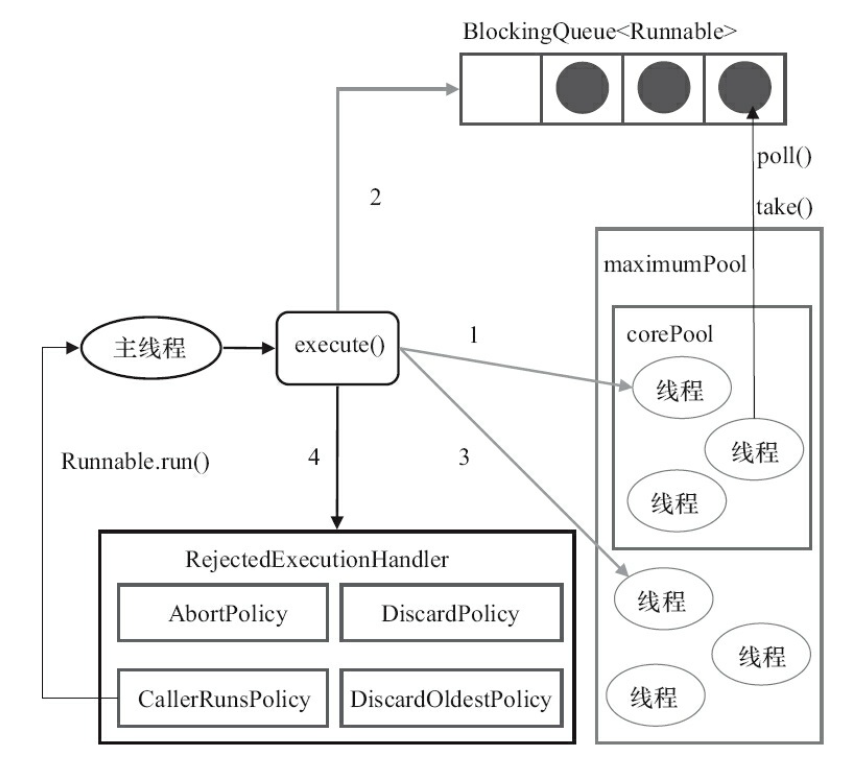 BlockingQueue<Runnable>
poll()
2
take()
maximumPool
主线程
execute()
1
corePool
线程
Runnable.run()
4
3
线程
线程
RejectedExecutionHandler
AbortPolicy
DiscardPolicy
线程
线程
CallerRunsPolicy
DiscardOldestPolicy
线程